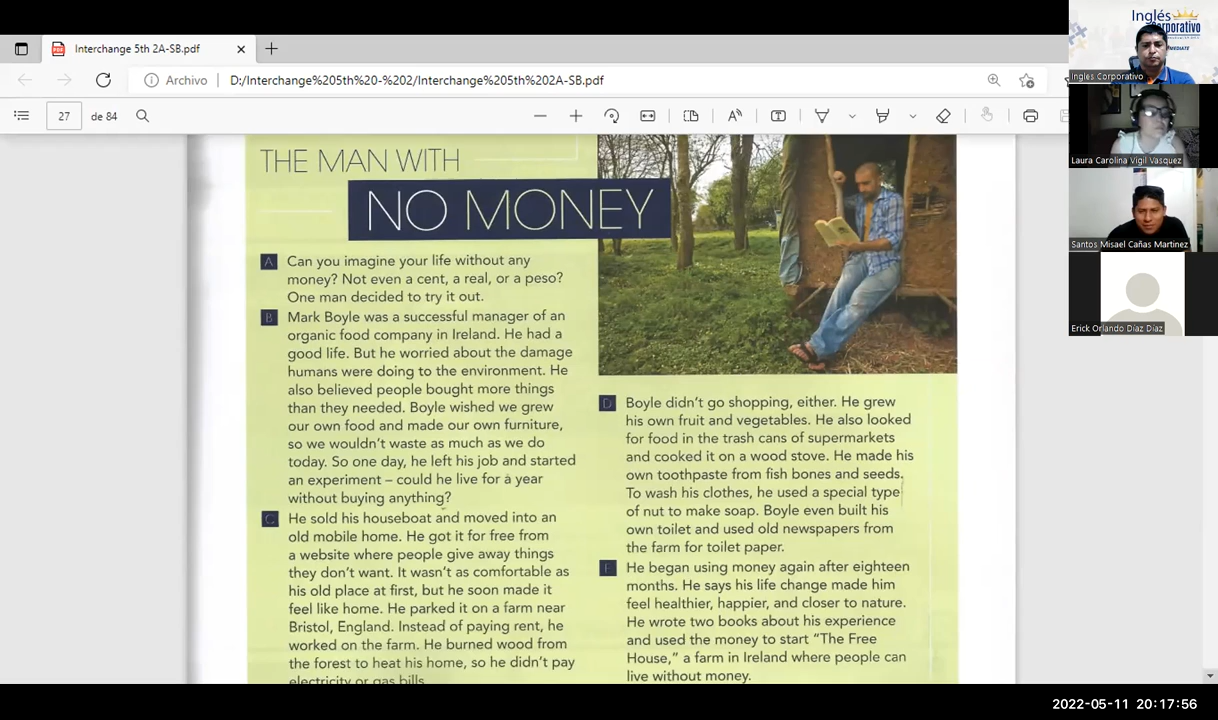 Interchange 5th 2A-SB.pdf
Archivo
D:/Interchange%205th%20-%202/Interchange%205th%202A-SB.pdf
27
de 84
THE MAN WITH
NO MONEY
A
Can you imagine your life without any
money? Not even a cent, a real, or a peso?
One man decided to try it out.
B
Mark Boyle was a successful manager of an
organic food company in Ireland. He had a
good life. But he worried about the damage
humans were doing to the environment. He
also believed people bought more things
than they needed. Boyle wished we grew
our own food and made our own furniture,
so we wouldn't waste as much as we do
today. So one day, he left his job and started
an experiment – could he live for a year
without buying anything?
C
He sold his houseboat and moved into an
old mobile home. He got it for free from
a website where people give away things
they don't want. It wasn't as comfortable as
his old place at first, but he soon made it
feel like home. He parked it on a farm near
Bristol, England. Instead of paying rent, he
worked on the farm. He burned wood from
the forest to heat his home, so he didn't pay
electricity or gas bills.
D
Boyle didn't go shopping, either. He grew
his own fruit and vegetables. He also looked
for food in the trash cans of supermarkets
and cooked it on a wood stove. He made his
own toothpaste from fish bones and seeds.
To wash his clothes, he used a special type
of nut to make soap. Boyle even built his
own toilet and used old newspapers from
the farm for toilet paper.
E
He began using money again after eighteen
months. He says his life change made him
feel healthier, happier, and closer to nature.
He wrote two books about his experience
and used the money to start "The Free
House," a farm in Ireland where people can
live without money.
Inglés
Corporativo
Ingles Corporativo
Laura Carolina Vigil Vasquez
Santos Misael Cañas Martinez
Erick Orlando Díaz Díaz
2022-05-11 20:17:56